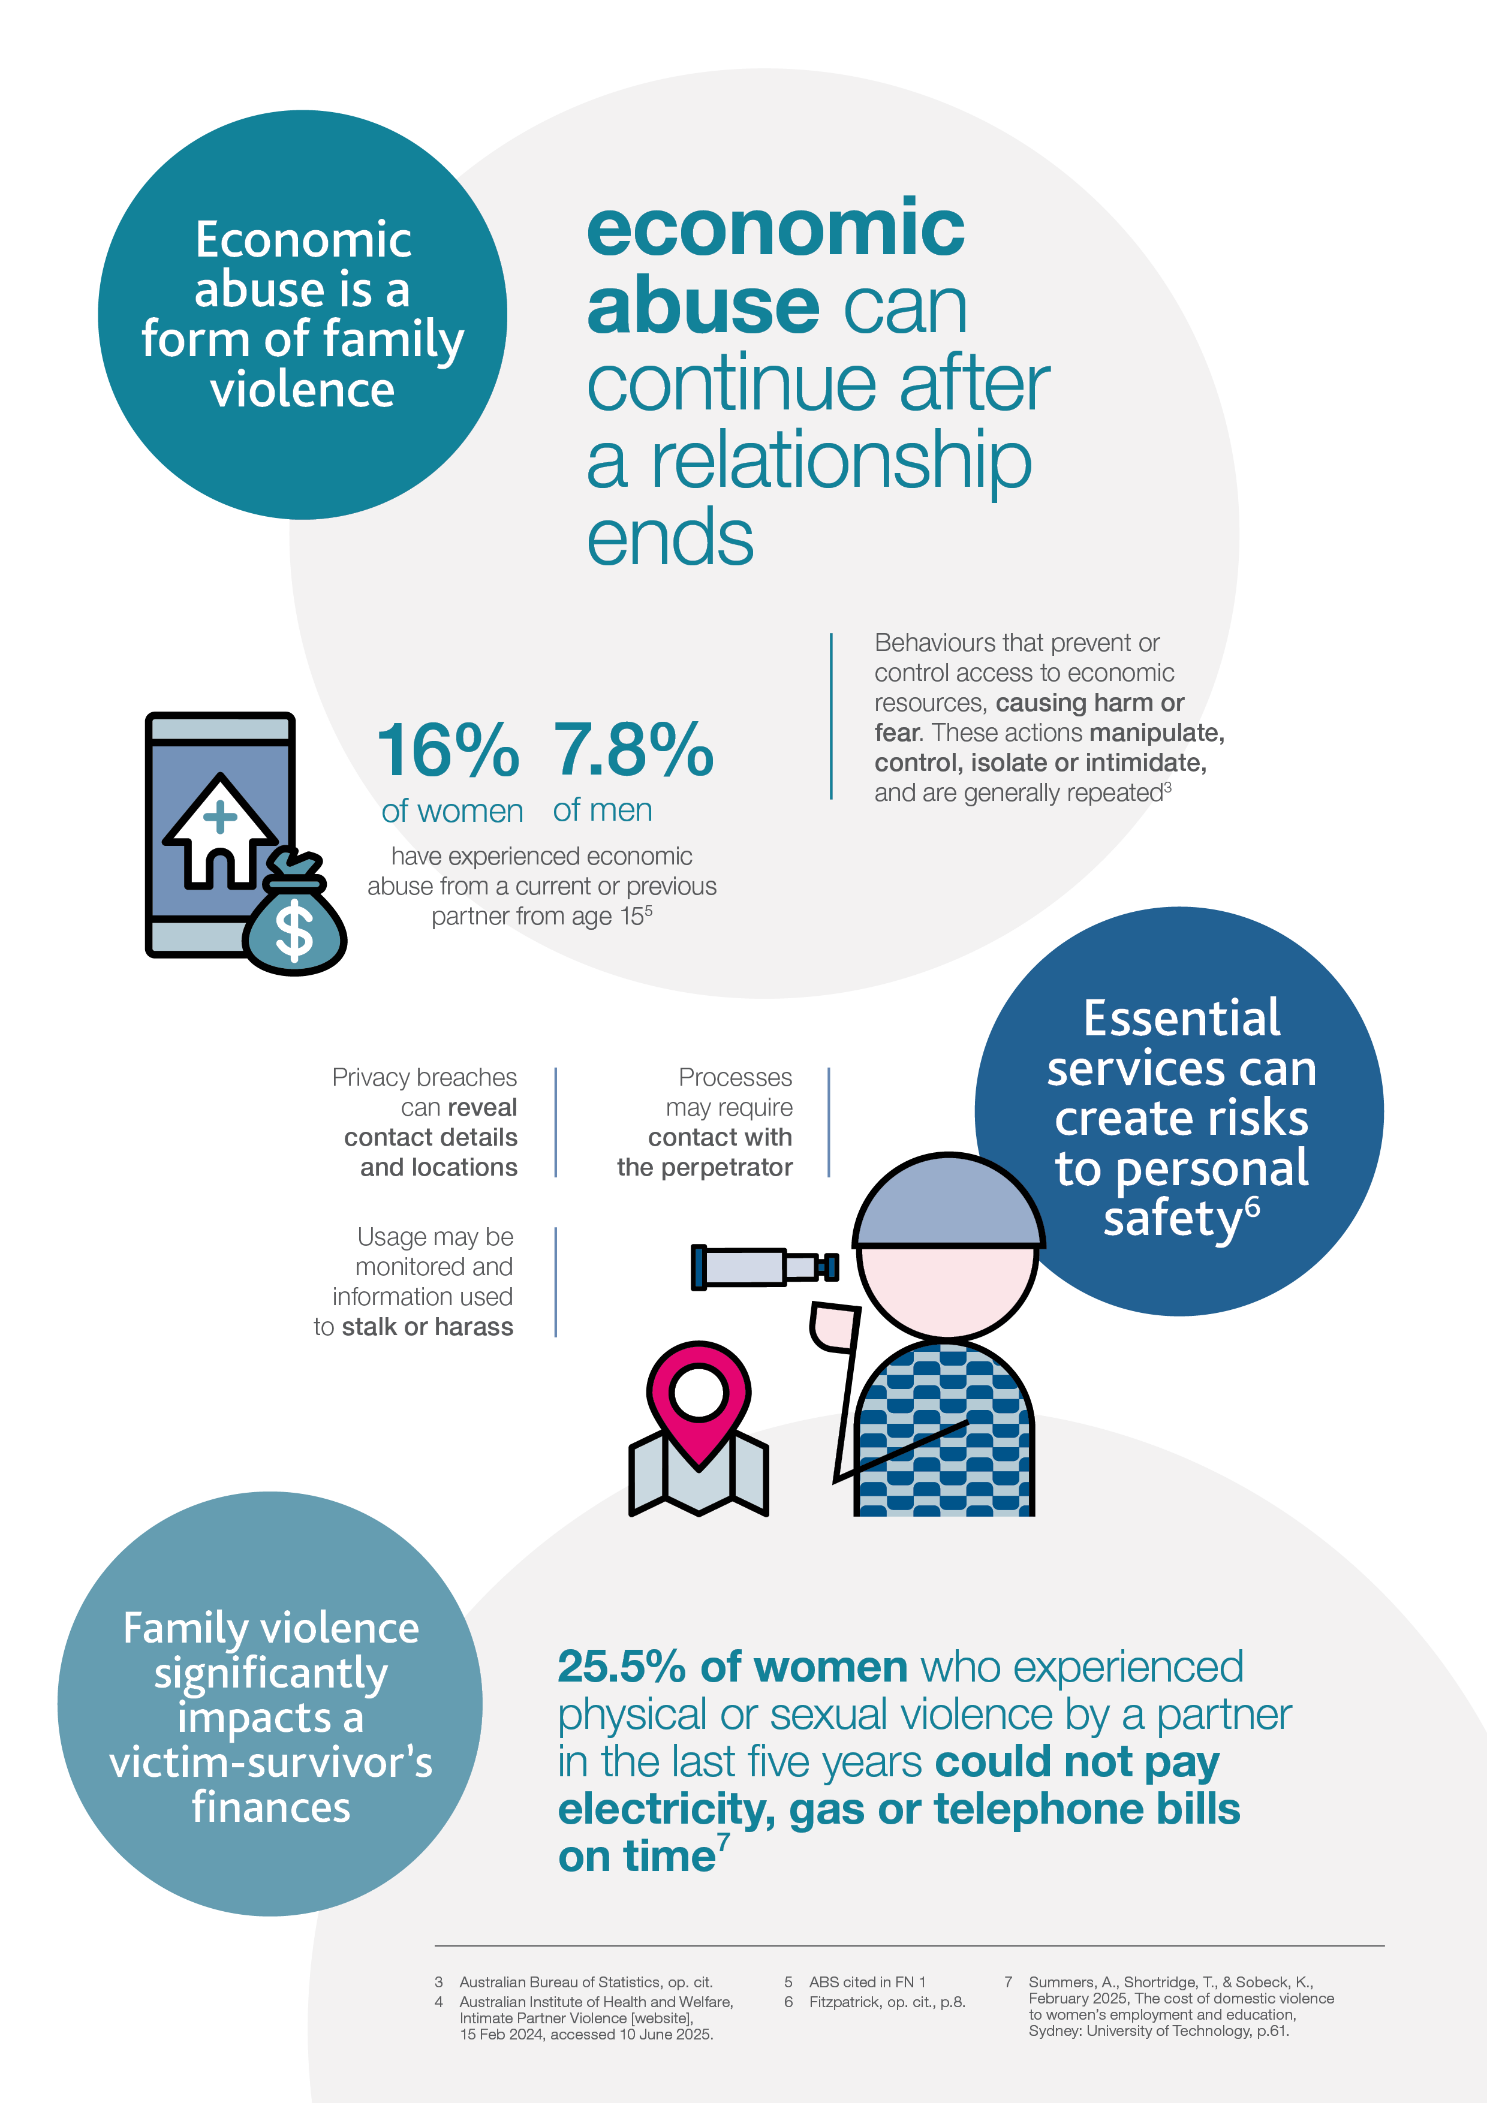 Economic
abuse is a
form of family
violence
economic
abuse can
continue after
a relationship
ends
Behaviours that prevent or
control access to economic
resources, causing harm or
fear. These actions manipulate,
control, isolate or intimidate,
and are generally repeated3
16%
of women
7.8%
of men
have experienced economic
abuse from a current or previous
partner from age 155
$
Essential
services can
create risks
to personal
safety6
Privacy breaches
can reveal
contact details
and locations
Processes
may require
contact with
the perpetrator
Usage may be
monitored and
information used
to stalk or harass
Family violence
significantly
impacts a
victim-survivor's
finances
25.5% of women who experienced
physical or sexual violence by a partner
in the last five years could not pay
electricity, gas or telephone bills
on time7
3 Australian Bureau of Statistics, op. cit.
4 Australian Institute of Health and Welfare,
Intimate Partner Violence [website],
15 Feb 2024, accessed 10 June 2025.
5 ABS cited in FN 1
6 Fitzpatrick, op. cit., p.8.
7 Summers, A., Shortridge, T., & Sobeck, K.,
February 2025, The cost of domestic violence
to women's employment and education,
Sydney: University of Technology, p.61.